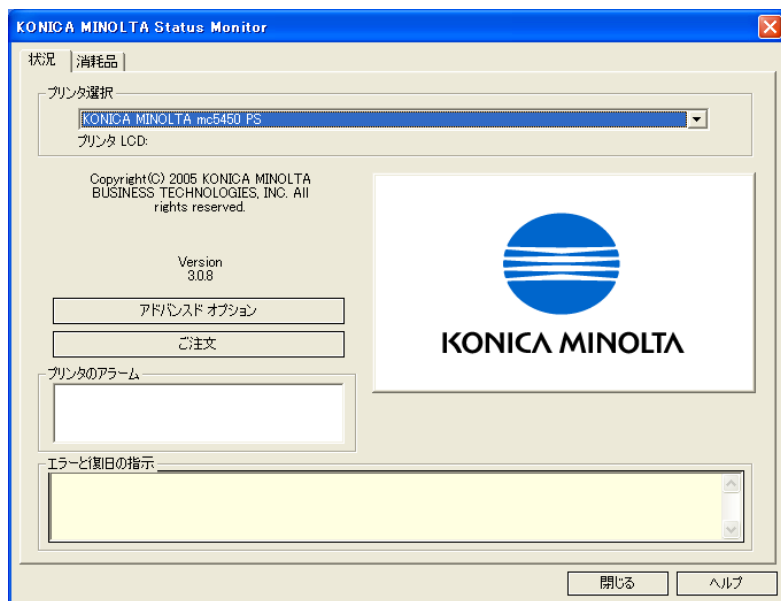 KONICA MINOLTA Status Monitor
状況
消耗品
プリンタ選択
KONICA MINOLTA mc5450 PS
プリンタ LCD:
Copyright(C) 2005 KONICA MINOLTA
BUSINESS TECHNOLOGIES, INC. All
rights reserved.
Version
3.0.8
アドバンスド オプション
ご注文
KONICA MINOLTA
プリンタのアラーム
エラーと復旧の指示
閉じる
ヘルプ